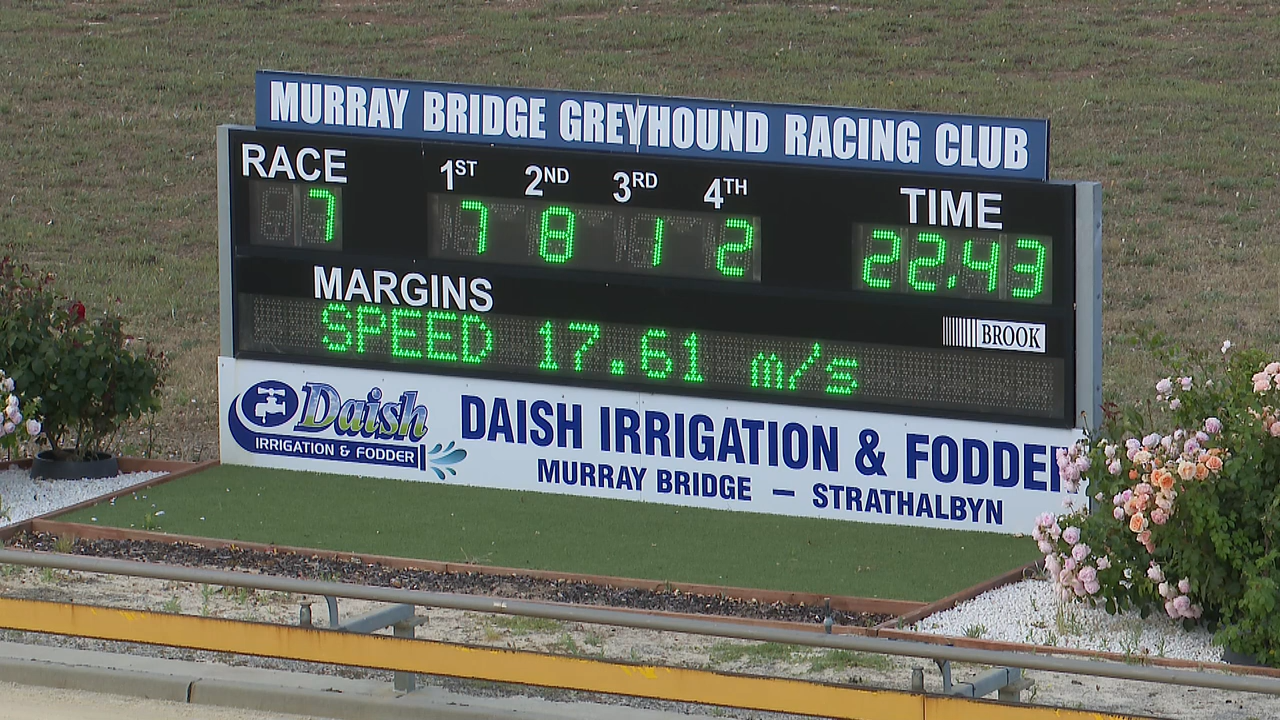 MURRAY BRIDGE GREYHOUND RACING CLUB
RACE 1ST 2ND 3RD 4TH TIME
7 7 8 1 2 22.43
MARGINS
SPEED 17.61 m/s
BROOK
Daish
IRRIGATION & FODDER
DAISH IRRIGATION & FODDER
MURRAY BRIDGE – STRATHALBYN